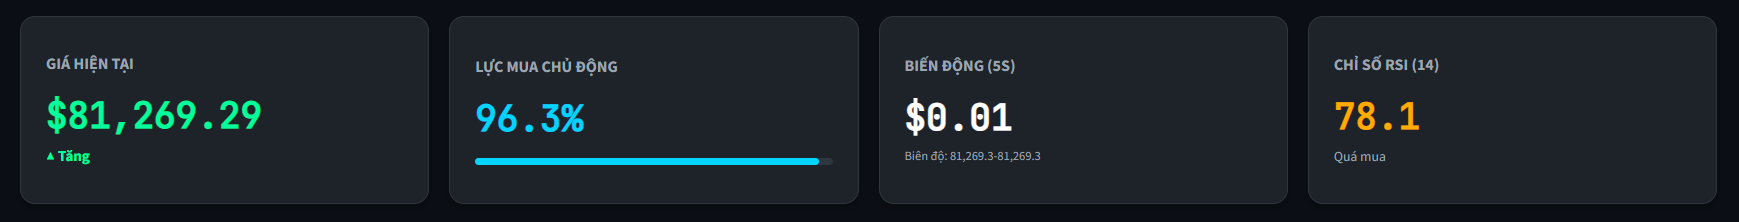 GIÁ HIỆN TẠI
$81,269.29
▲ Tăng
LỰC MUA CHỦ ĐỘNG
96.3%
BIẾN ĐỘNG (5S)
$0.01
Biên độ: 81,269.3-81,269.3
CHỈ SỐ RSI (14)
78.1
Quá mua